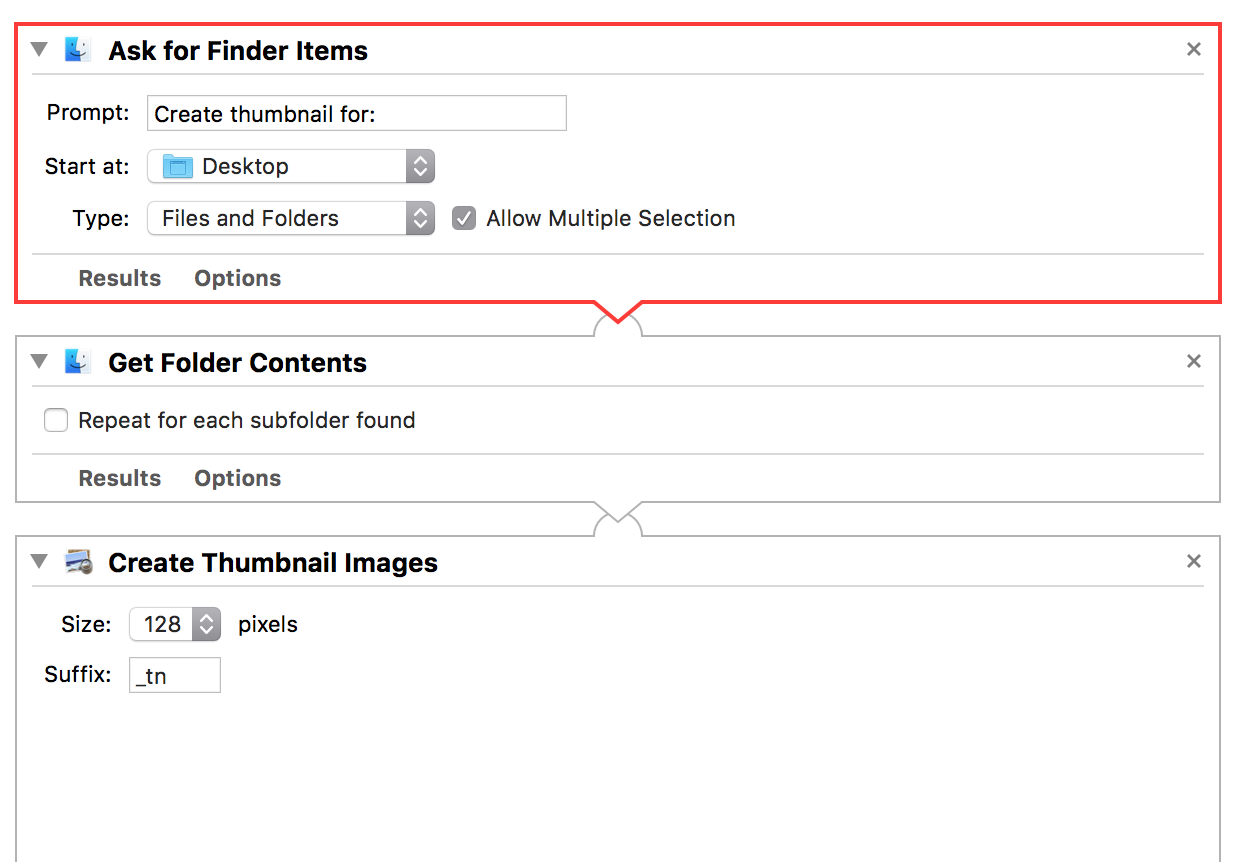 Ask for Finder Items
Prompt: Create thumbnail for:
Start at: Desktop
Type: Files and Folders Allow Multiple Selection
Results Options
Get Folder Contents
Repeat for each subfolder found
Results Options
Create Thumbnail Images
Size: 128 pixels
Suffix: _tn